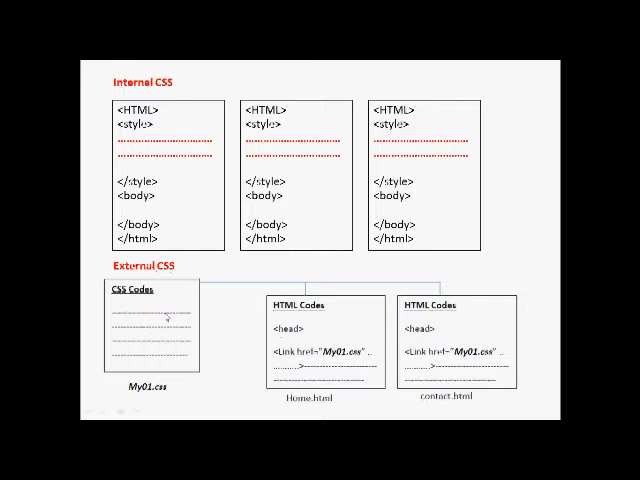 Internal CSS
<HTML>
<style>
................................
................................
</style>
<body>
</body>
</html>
<HTML>
<style>
................................
................................
</style>
<body>
</body>
</html>
<HTML>
<style>
................................
................................
</style>
<body>
</body>
</html>
External CSS
CSS Codes
------------------------------
------------------------------
-----------------------------
-----------------------------
My01.css
HTML Codes
<head>
<Link href="My01.css" ..
...........>----------------------------
-----------------------------------
Home.html
HTML Codes
<head>
<Link href="My01.css" ..
...........>----------------------------
-----------------------------------
contact.html